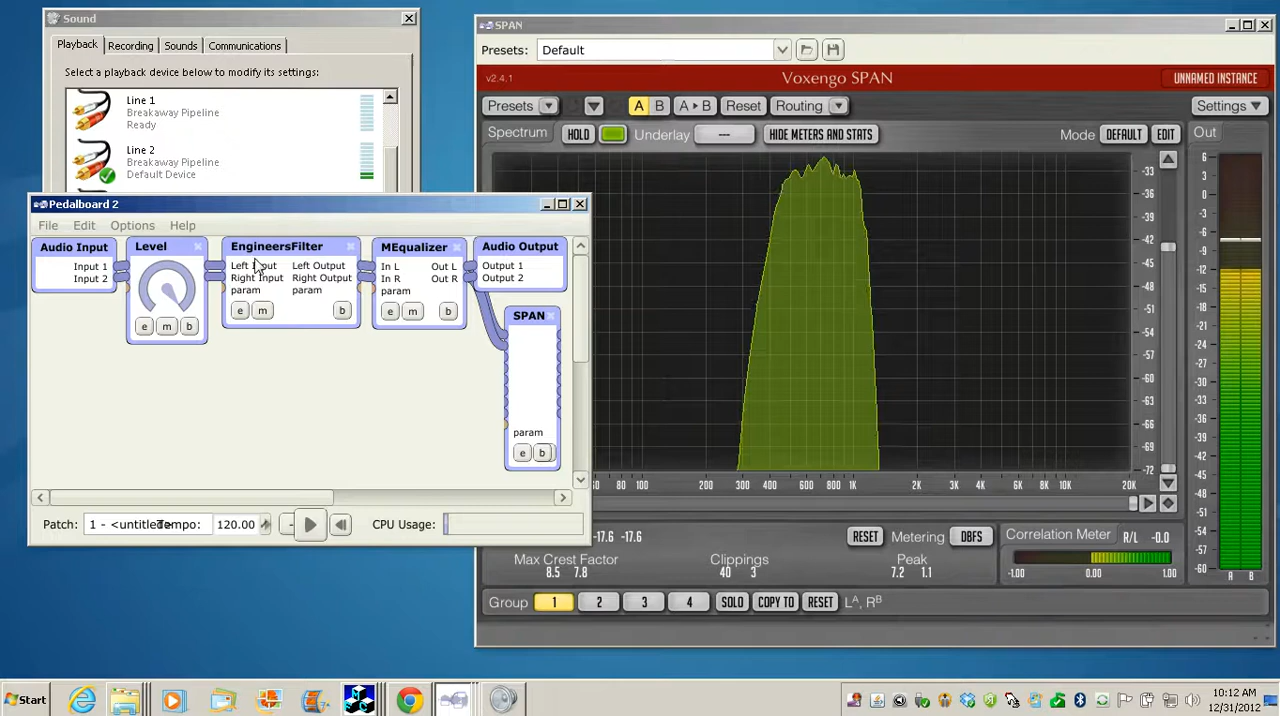 Sound
Playback Recording Sounds Communications
Select a playback device below to modify its settings:
Line 1
Breakaway Pipeline
Ready
Line 2
Breakaway Pipeline
Default Device
Pedalboard 2
File Edit Options Help
Audio Input
Input 1
Input 2
Level
e m b
EngineersFilter
Left Input Left Output
Right Input Right Output
param param
e m b
MEqualizer
In L Out L
In R Out R
param
e m b
Audio Output
Output 1
Output 2
SPAN
param
e b
Patch: 1 - <untitled> Tempo: 120.00 CPU Usage:
SPAN
Presets: Default
v2.4.1 Voxengo SPAN UNNAMED INSTANCE
Presets A B A ▸ B Reset Routing Settings
Spectrum HOLD Underlay --- HIDE METERS AND STATS Mode DEFAULT EDIT Out
-33
-36
-39
-42
-45
-48
-51
-54
-57
-60
-63
-66
-69
-72
6
3
0
-3
-6
-9
-12
-15
-18
-21
-24
-27
-30
-33
-36
-39
-42
-45
-48
-51
-54
-57
-60
A B
60 80 100 200 300 400 600 800 1K 2K 3K 4K 6K 8K 10K 20K
-17.6 -17.6 RESET Metering DBFS Correlation Meter R/L -0.0
Max Crest Factor Clippings Peak
8.5 7.8 40 3 7.2 1.1
-1.00 0.00 1.00
Group 1 2 3 4 SOLO COPY TO RESET Lᴬ, Rᴮ
Start
10:12 AM
12/31/2012